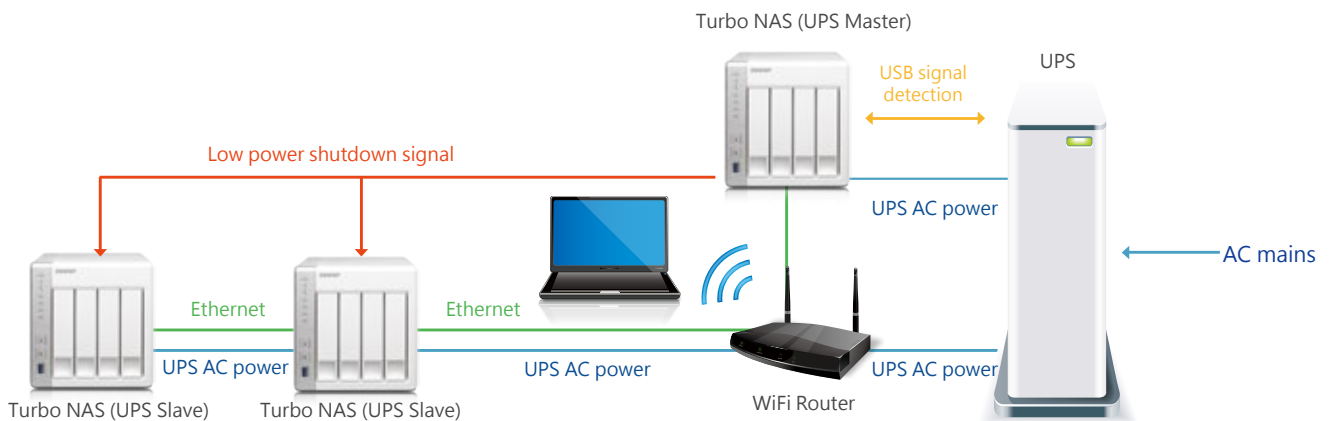 Turbo NAS (UPS Master)
UPS
USB signal
detection
Low power shutdown signal
UPS AC power
AC mains
Ethernet
Ethernet
UPS AC power
UPS AC power
UPS AC power
WiFi Router
Turbo NAS (UPS Slave)
Turbo NAS (UPS Slave)